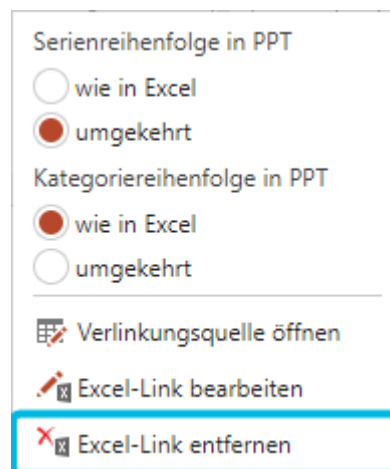 Serienreihenfolge in PPT
wie in Excel
umgekehrt
Kategoriereihenfolge in PPT
wie in Excel
umgekehrt
Verlinkungsquelle öffnen
Excel-Link bearbeiten
Excel-Link entfernen